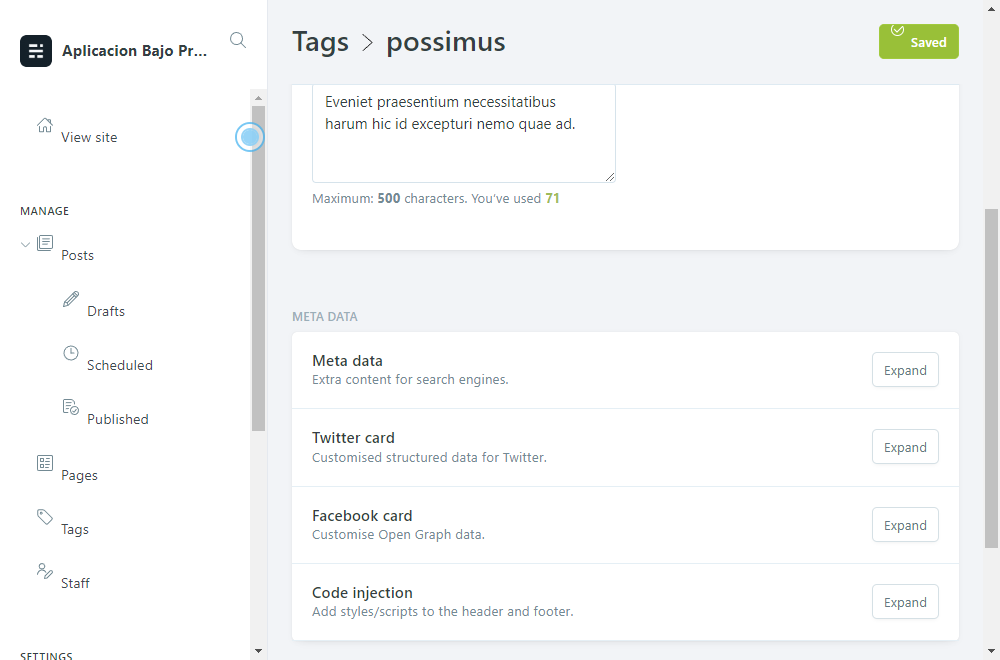 Aplicacion Bajo Pr...
View site
MANAGE
Posts
Drafts
Scheduled
Published
Pages
Tags
Staff
SETTINGS
Tags > possimus
Saved
Eveniet praesentium necessitatibus
harum hic id excepturi nemo quae ad.
Maximum: 500 characters. You've used 71
META DATA
Meta data
Extra content for search engines.
Expand
Twitter card
Customised structured data for Twitter.
Expand
Facebook card
Customise Open Graph data.
Expand
Code injection
Add styles/scripts to the header and footer.
Expand